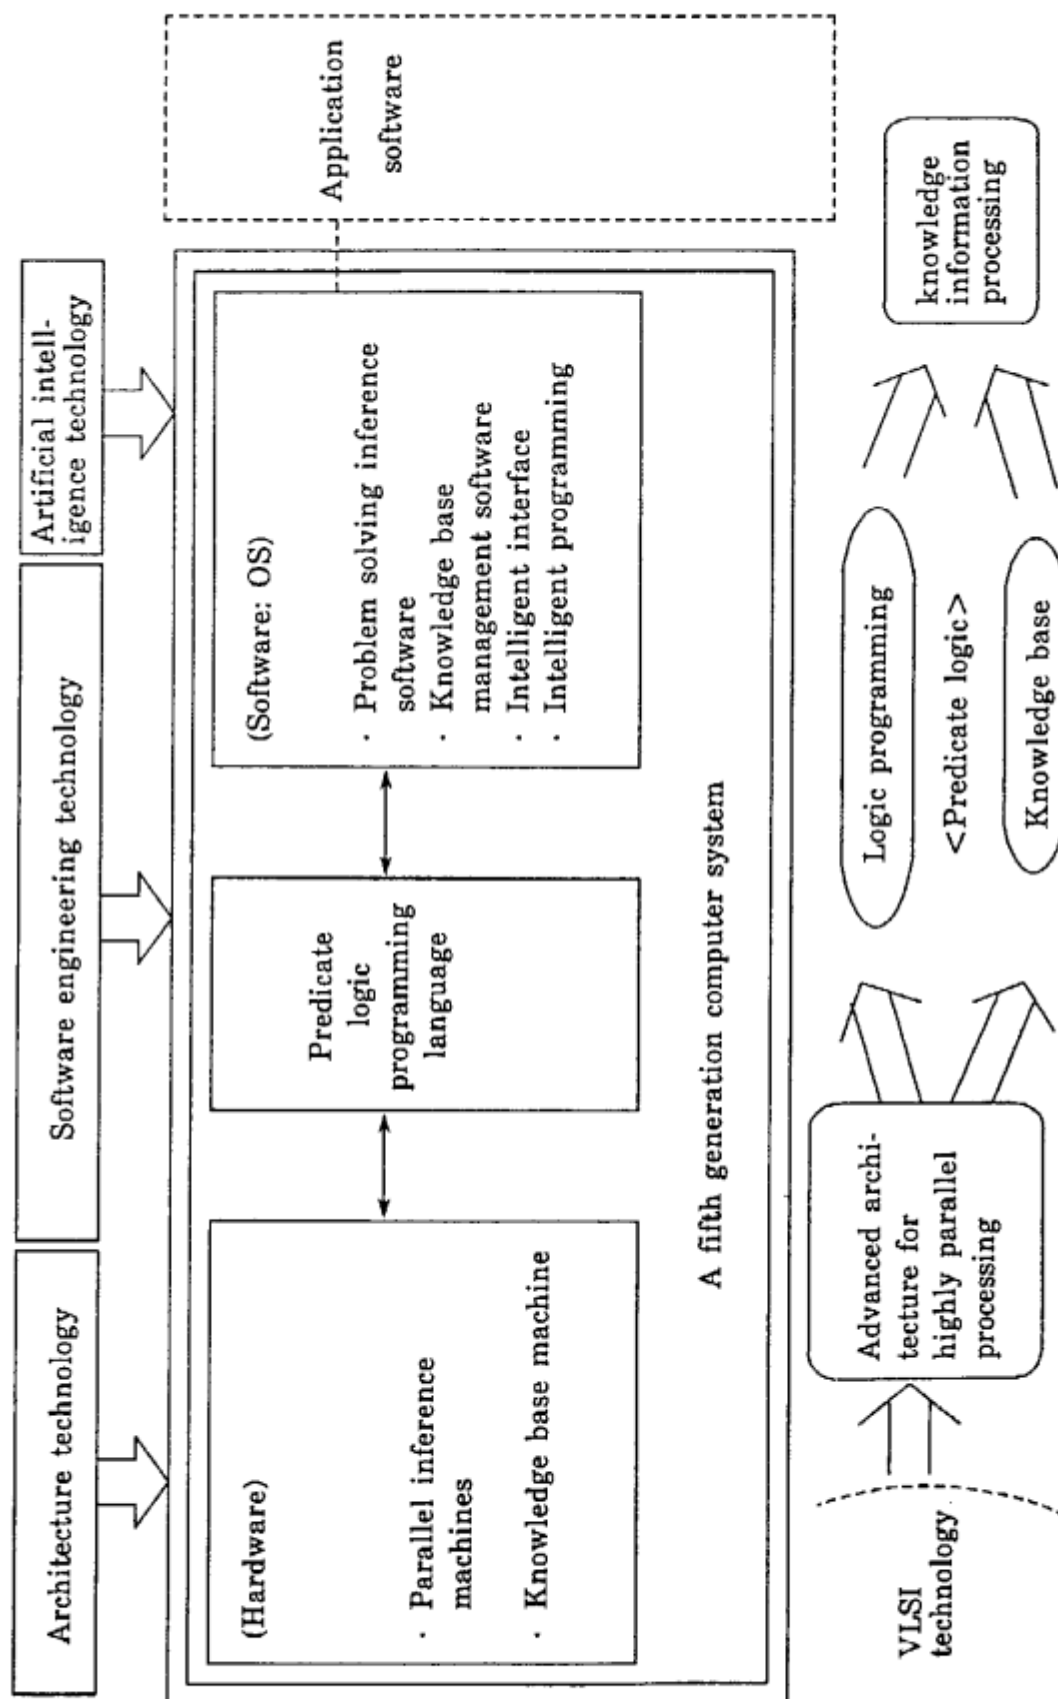 Architecture technology
Software engineering technology
Artificial intell-
igence technology
(Hardware)
· Parallel inference
machines
· Knowledge base machine
Predicate
logic
programming
language
(Software: OS)
· Problem solving inference
software
· Knowledge base
management software
· Intelligent interface
· Intelligent programming
Application
software
A fifth generation computer system
VLSI
technology
Advanced archi-
tecture for
highly parallel
processing
Logic programming
<Predicate logic>
Knowledge base
knowledge
information
processing